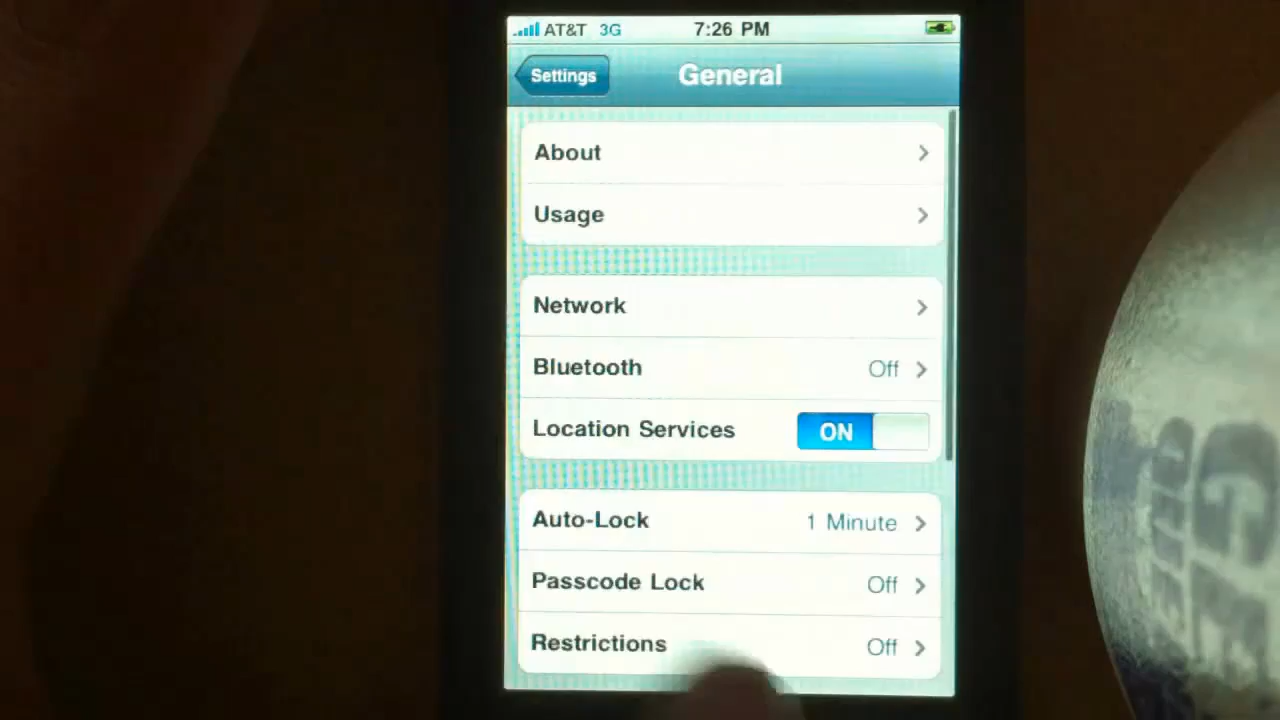 AT&T 3G 7:26 PM
Settings General
About
Usage
Network
Bluetooth Off
Location Services ON
Auto-Lock 1 Minute
Passcode Lock Off
Restrictions Off